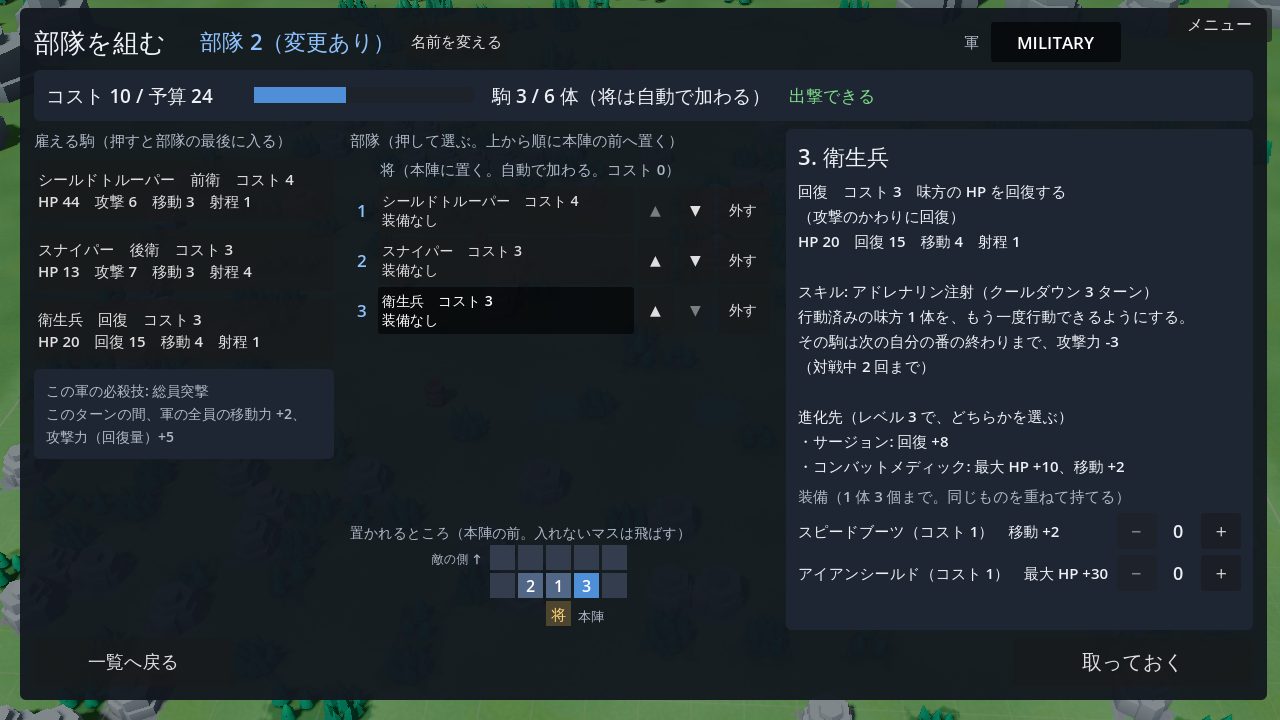 部隊を組む
部隊 2（変更あり）
名前を変える
軍
MILITARY
メニュー
コスト 10 / 予算 24
駒 3 / 6 体（将は自動で加わる）
出撃できる
雇える駒（押すと部隊の最後に入る）
シールドトルーパー　前衛　コスト 4
HP 44　攻撃 6　移動 3　射程 1
スナイパー　後衛　コスト 3
HP 13　攻撃 7　移動 3　射程 4
衛生兵　回復　コスト 3
HP 20　回復 15　移動 4　射程 1
この軍の必殺技: 総員突撃
このターンの間、軍の全員の移動力 +2、
攻撃力（回復量）+5
部隊（押して選ぶ。上から順に本陣の前へ置く）
将（本陣に置く。自動で加わる。コスト 0）
1
シールドトルーパー　コスト 4
装備なし
▲
▼
外す
2
スナイパー　コスト 3
装備なし
▲
▼
外す
3
衛生兵　コスト 3
装備なし
▲
▼
外す
置かれるところ（本陣の前。入れないマスは飛ばす）
敵の側 ↑
2 1 3
将 本陣
3. 衛生兵
回復　コスト 3　味方の HP を回復する
（攻撃のかわりに回復）
HP 20　回復 15　移動 4　射程 1
スキル: アドレナリン注射（クールダウン 3 ターン）
行動済みの味方 1 体を、もう一度行動できるようにする。
その駒は次の自分の番の終わりまで、攻撃力 -3
（対戦中 2 回まで）
進化先（レベル 3 で、どちらかを選ぶ）
・サージョン: 回復 +8
・コンバットメディック: 最大 HP +10、移動 +2
装備（1 体 3 個まで。同じものを重ねて持てる）
スピードブーツ（コスト 1）　移動 +2
− 0 +
アイアンシールド（コスト 1）　最大 HP +30
− 0 +
一覧へ戻る
取っておく